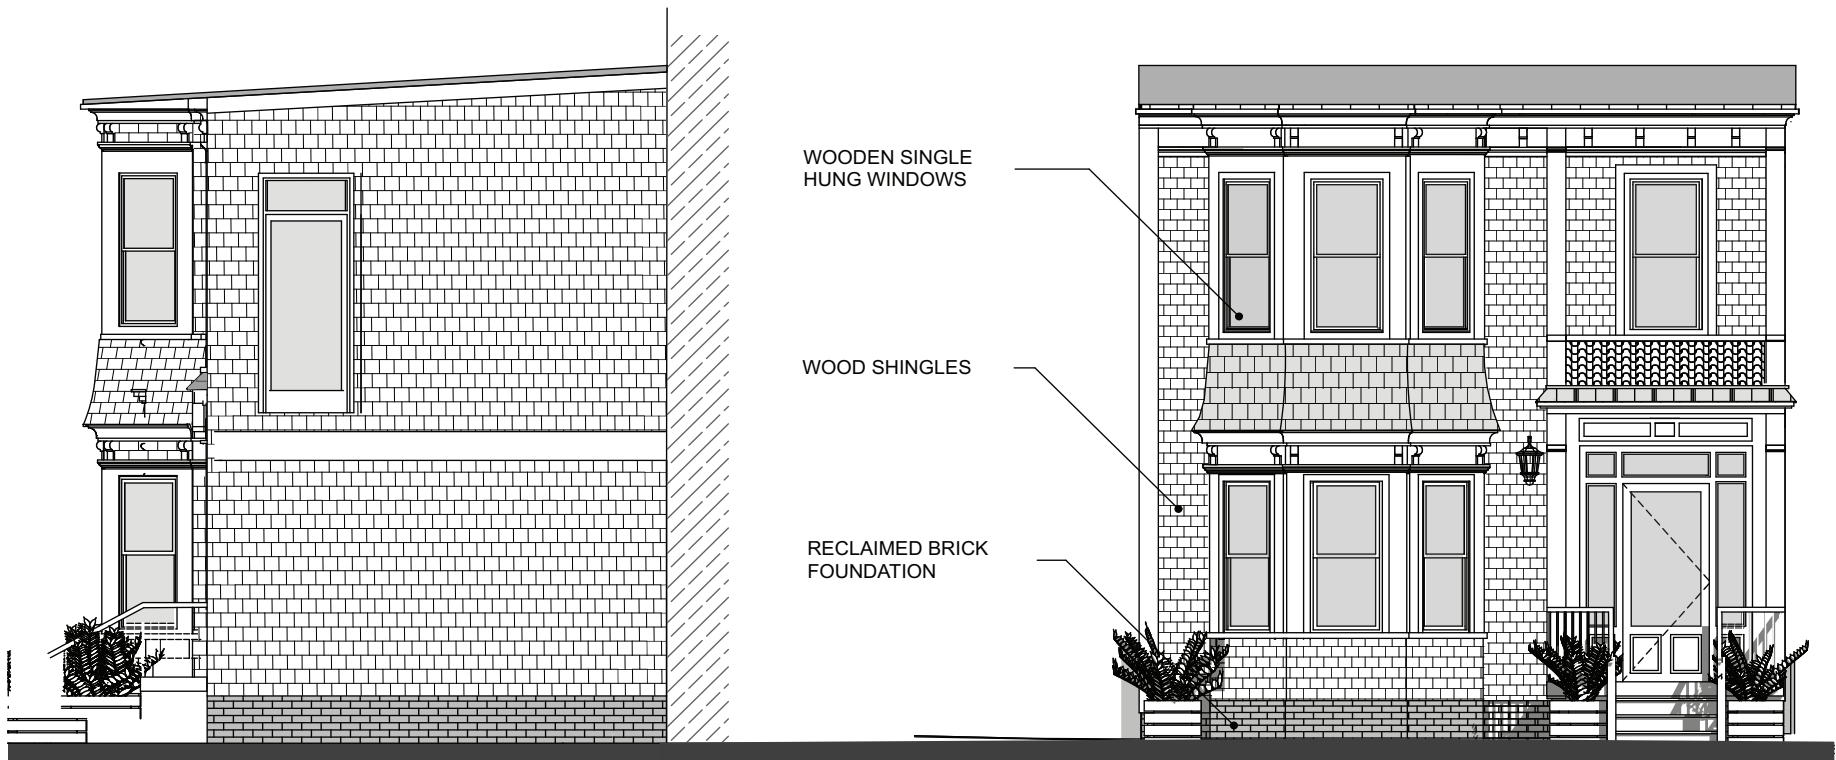 WOODEN SINGLE
HUNG WINDOWS
WOOD SHINGLES
RECLAIMED BRICK
FOUNDATION